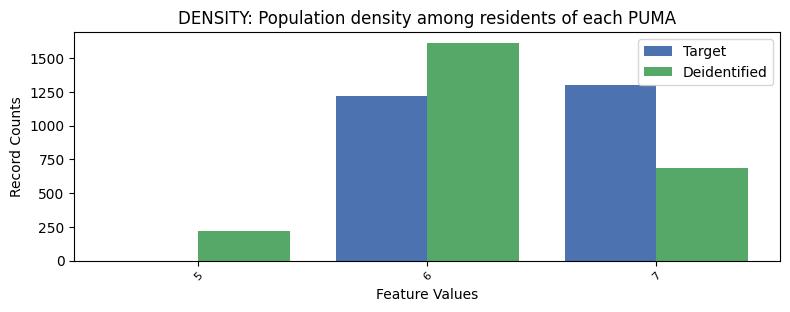 DENSITY: Population density among residents of each PUMA
Target
Deidentified
Record Counts
1500
1250
1000
750
500
250
0
5
6
7
Feature Values